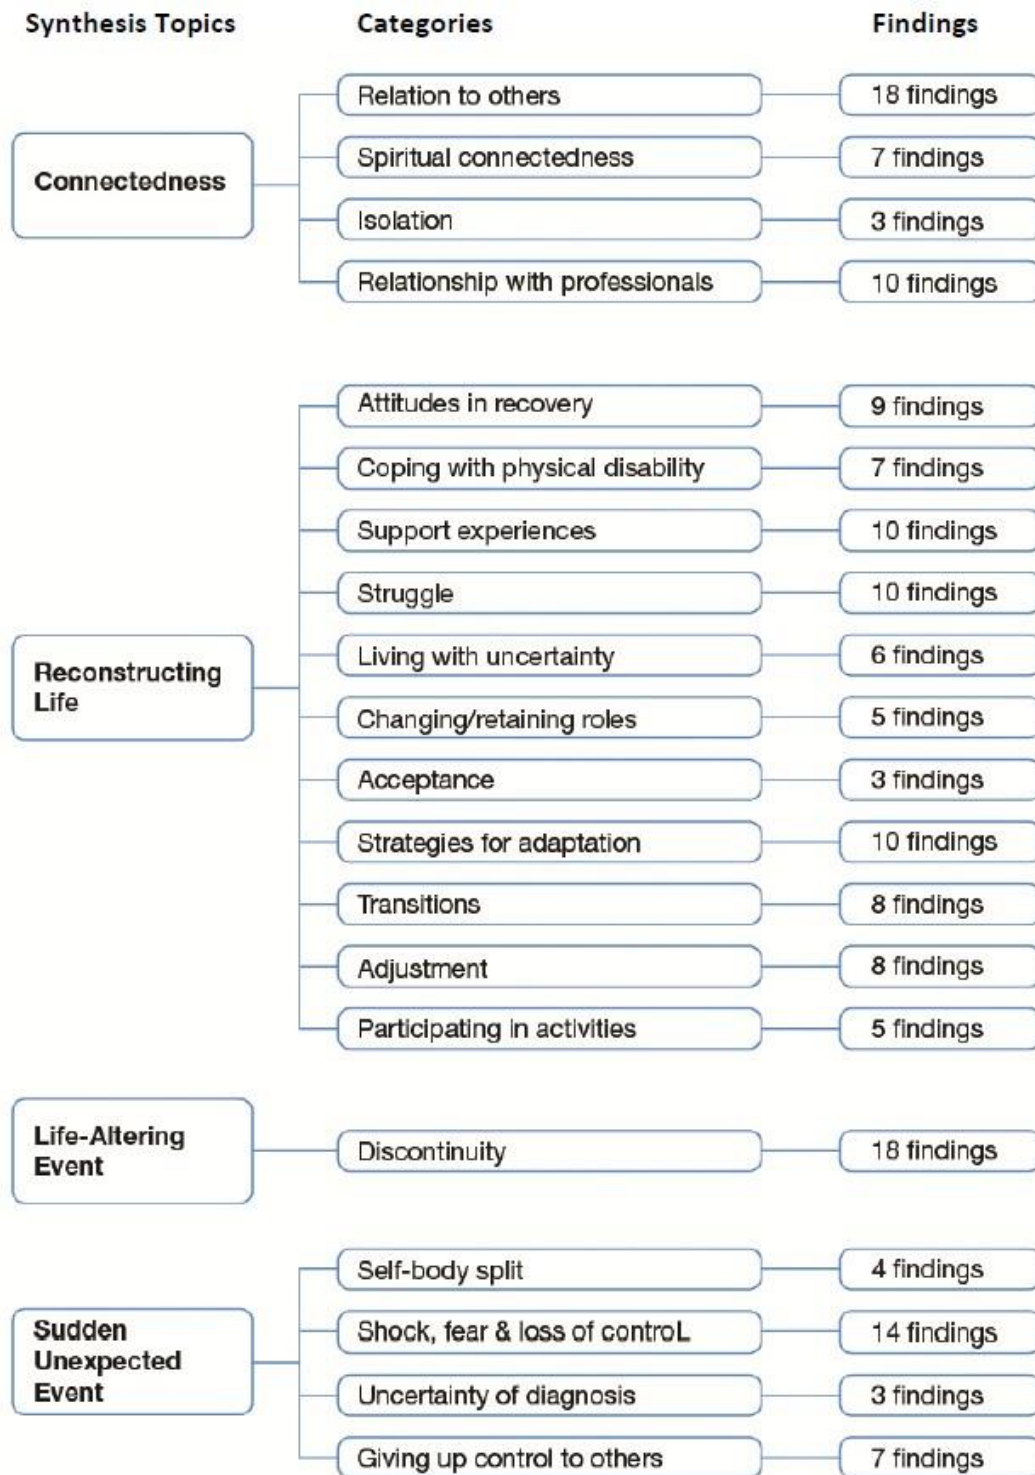 Synthesis Topics Categories Findings
Relation to others 18 findings
Spiritual connectedness 7 findings
Connectedness
Isolation 3 findings
Relationship with professionals 10 findings
Attitudes in recovery 9 findings
Coping with physical disability 7 findings
Support experiences 10 findings
Struggle 10 findings
Living with uncertainty 6 findings
Reconstructing
Life
Changing/retaining roles 5 findings
Acceptance 3 findings
Strategies for adaptation 10 findings
Transitions 8 findings
Adjustment 8 findings
Participating in activities 5 findings
Life-Altering
Event
Discontinuity 18 findings
Self-body split 4 findings
Shock, fear & loss of controL 14 findings
Sudden
Unexpected
Event
Uncertainty of diagnosis 3 findings
Giving up control to others 7 findings